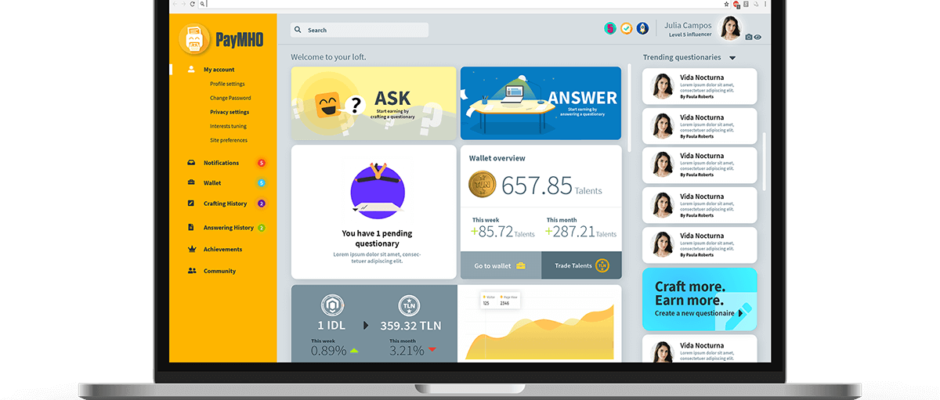 PayMHO
My account
Profile settings
Change Password
Privacy settings
Interests tuning
Site preferences
Notifications
Wallet
Crafting History
Answering History
Achievements
Community
Search
Julia Campos
Level 5 influencer
Welcome to your loft.
ASK
Start earning by
crafting a questionary
?
ANSWER
Start earning by
answering a questionary
You have 1 pending
questionary
Lorem ipsum dolor sit amet, consec-
tetuer adipiscing elit.
Wallet overview
TLN
657.85 Talents
This week
+85.72 Talents
This month
+287.21 Talents
Go to wallet
Trade Talents
1 IDL
TLN
359.32 TLN
This week
0.89%
This month
3.21%
Trending questionaries
Vida Nocturna
Lorem ipsum dolor sit amet,
consectetuer adipiscing elit.
By Paula Roberts
Vida Nocturna
Lorem ipsum dolor sit amet,
consectetuer adipiscing elit.
By Paula Roberts
Vida Nocturna
Lorem ipsum dolor sit amet,
consectetuer adipiscing elit.
By Paula Roberts
Vida Nocturna
Lorem ipsum dolor sit amet,
consectetuer adipiscing elit.
By Paula Roberts
Vida Nocturna
Lorem ipsum dolor sit amet,
consectetuer adipiscing elit.
By Paula Roberts
Craft more.
Earn more.
Create a new questionaire
Vida Nocturna
Lorem ipsum dolor sit amet,
consectetuer adipiscing elit.